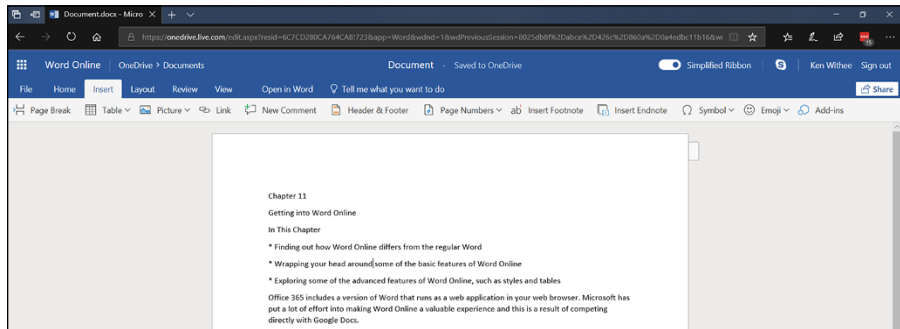 Document.docx - Micro
https://onedrive.live.com/edit.aspx?resid=6C7CD280CA764CAB!723&app=Word&wdnd=1&wdPreviousSession=8025db8f%2Dabce%2D426c%2D860a%2D0a4edbc11b16&
15
Word Online OneDrive > Documents Document - Saved to OneDrive Simplified Ribbon Ken Withee Sign out
File Home Insert Layout Review View Open in Word Tell me what you want to do Share
Page Break Table Picture Link New Comment Header & Footer Page Numbers Insert Footnote Insert Endnote Symbol Emoji Add-ins
Chapter 11
Getting into Word Online
In This Chapter
* Finding out how Word Online differs from the regular Word
* Wrapping your head around some of the basic features of Word Online
* Exploring some of the advanced features of Word Online, such as styles and tables
Office 365 includes a version of Word that runs as a web application in your web browser. Microsoft has
put a lot of effort into making Word Online a valuable experience and this is a result of competing
directly with Google Docs.